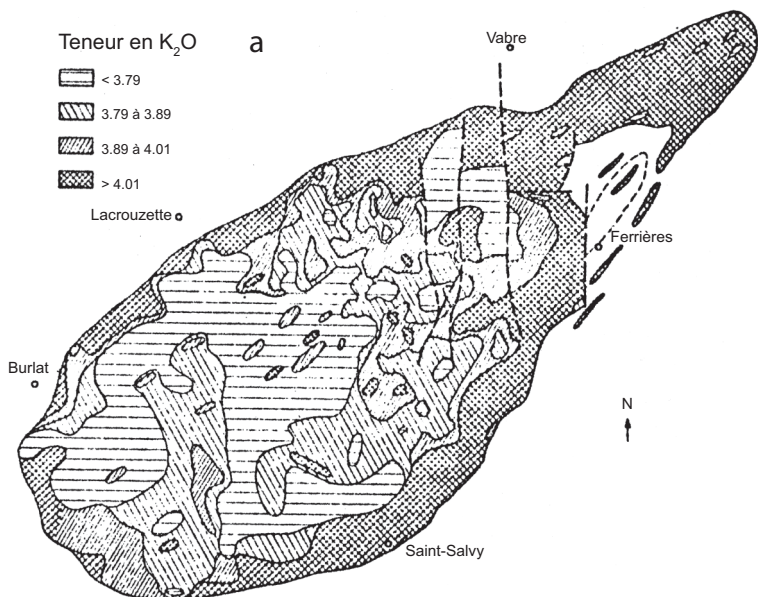 Teneur en K₂O
a
< 3.79
3.79 à 3.89
3.89 à 4.01
> 4.01
Vabre
Lacrouzette
Ferrières
Burlat
N
Saint-Salvy